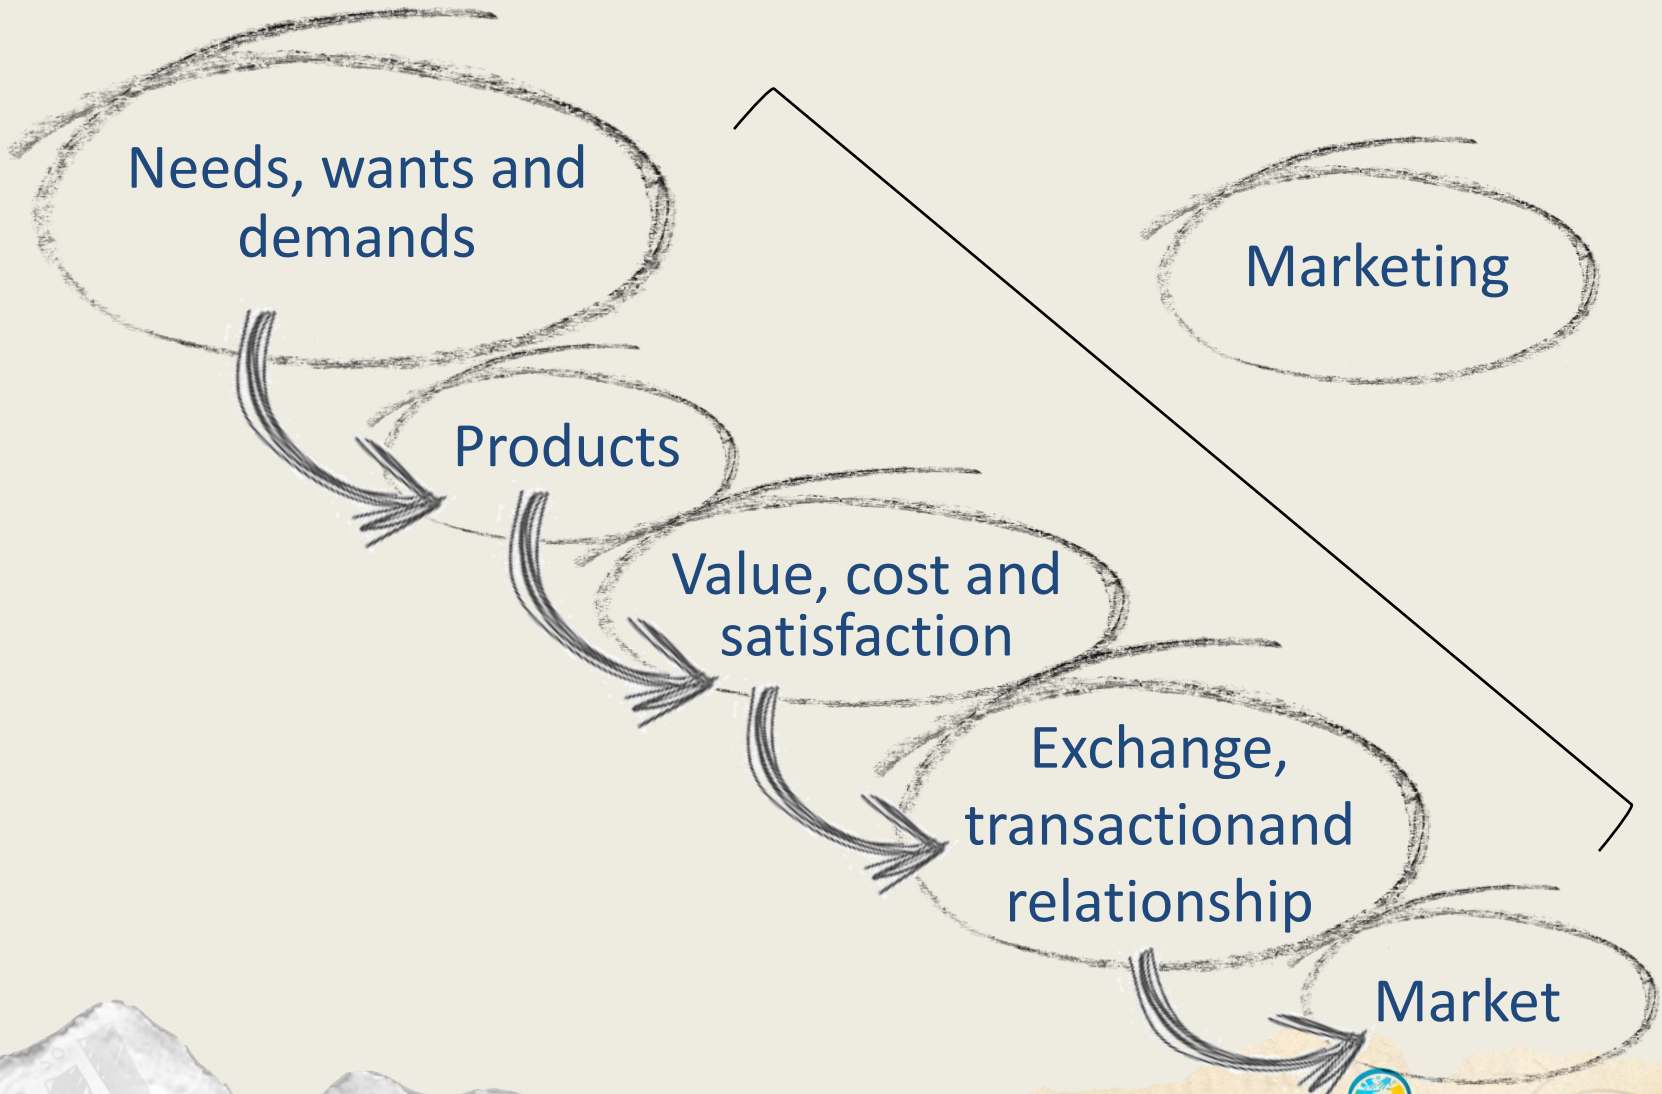 Needs, wants and
demands
Marketing
Products
Value, cost and
satisfaction
Exchange,
transactionand
relationship
Market